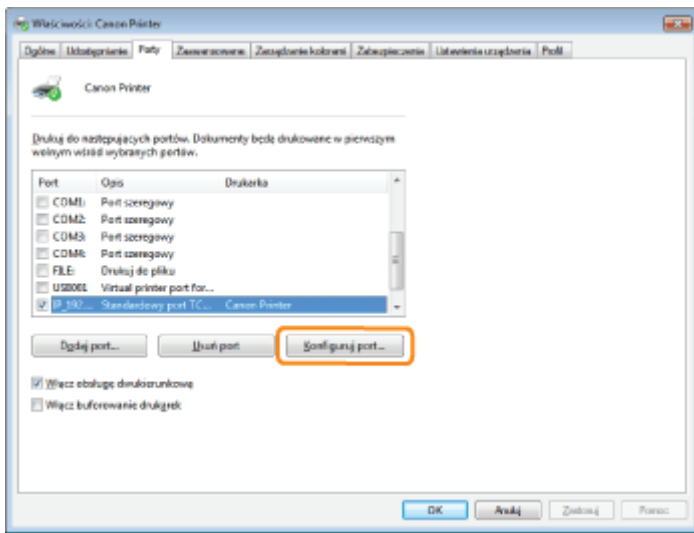 Właściwości: Canon Printer
Ogólne Udostępnianie Porty Zaawansowane Zarządzanie kolorami Zabezpieczenia Ustawienia urządzenia Profil
Canon Printer
Drukuj do następujących portów. Dokumenty będą drukowane w pierwszym
wolnym wśród wybranych portów.
Port Opis Drukarka
COM1: Port szeregowy
COM2: Port szeregowy
COM3: Port szeregowy
COM4: Port szeregowy
FILE: Drukuj do pliku
USB001 Virtual printer port for...
IP_192.... Standardowy port TC... Canon Printer
Dodaj port... Usuń port Konfiguruj port...
Włącz obsługę dwukierunkową
Włącz buforowanie drukarek
OK Anuluj Zastosuj Pomoc